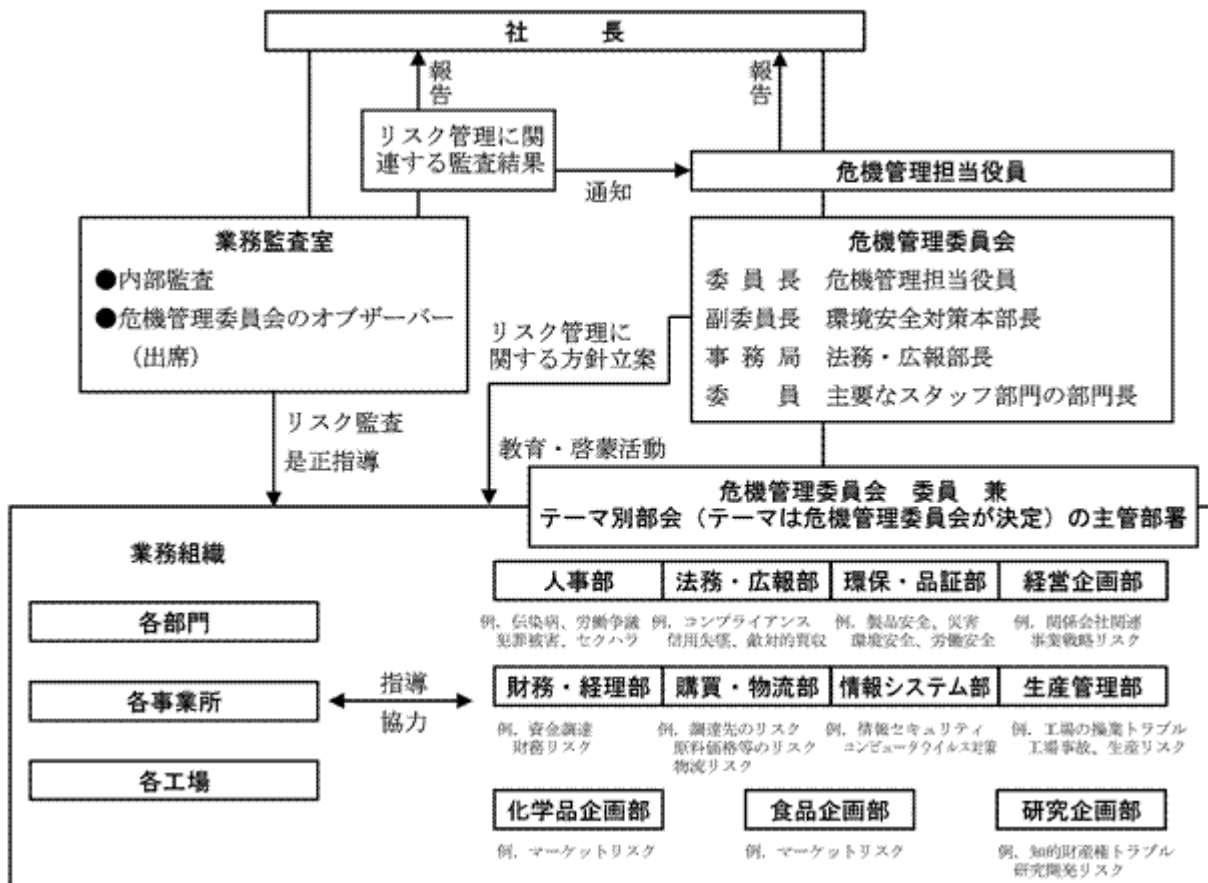 社　長
報告
報告
リスク管理に関
連する監査結果
通知
危機管理担当役員
業務監査室
●内部監査
●危機管理委員会のオブザーバー
（出席）
危機管理委員会
委員長　危機管理担当役員
副委員長　環境安全対策本部長
事務局　法務・広報部長
委　員　主要なスタッフ部門の部門長
リスク管理に
関する方針立案
リスク監査
是正指導
教育・啓蒙活動
危機管理委員会　委員　兼
テーマ別部会（テーマは危機管理委員会が決定）の主管部署
業務組織
各部門
各事業所
各工場
指導
協力
人事部
例．伝染病、労働争議
犯罪被害、セクハラ
法務・広報部
例．コンプライアンス
信用失墜、敵対的買収
環保・品証部
例．製品安全、災害
環境安全、労働安全
経営企画部
例．関係会社関連
事業戦略リスク
財務・経理部
例．資金調達
財務リスク
購買・物流部
例．調達先のリスク
原料価格等のリスク
物流リスク
情報システム部
例．情報セキュリティ
コンピュータウイルス対策
生産管理部
例．工場の操業トラブル
工場事故、生産リスク
化学品企画部
例．マーケットリスク
食品企画部
例．マーケットリスク
研究企画部
例．知的財産権トラブル
研究開発リスク